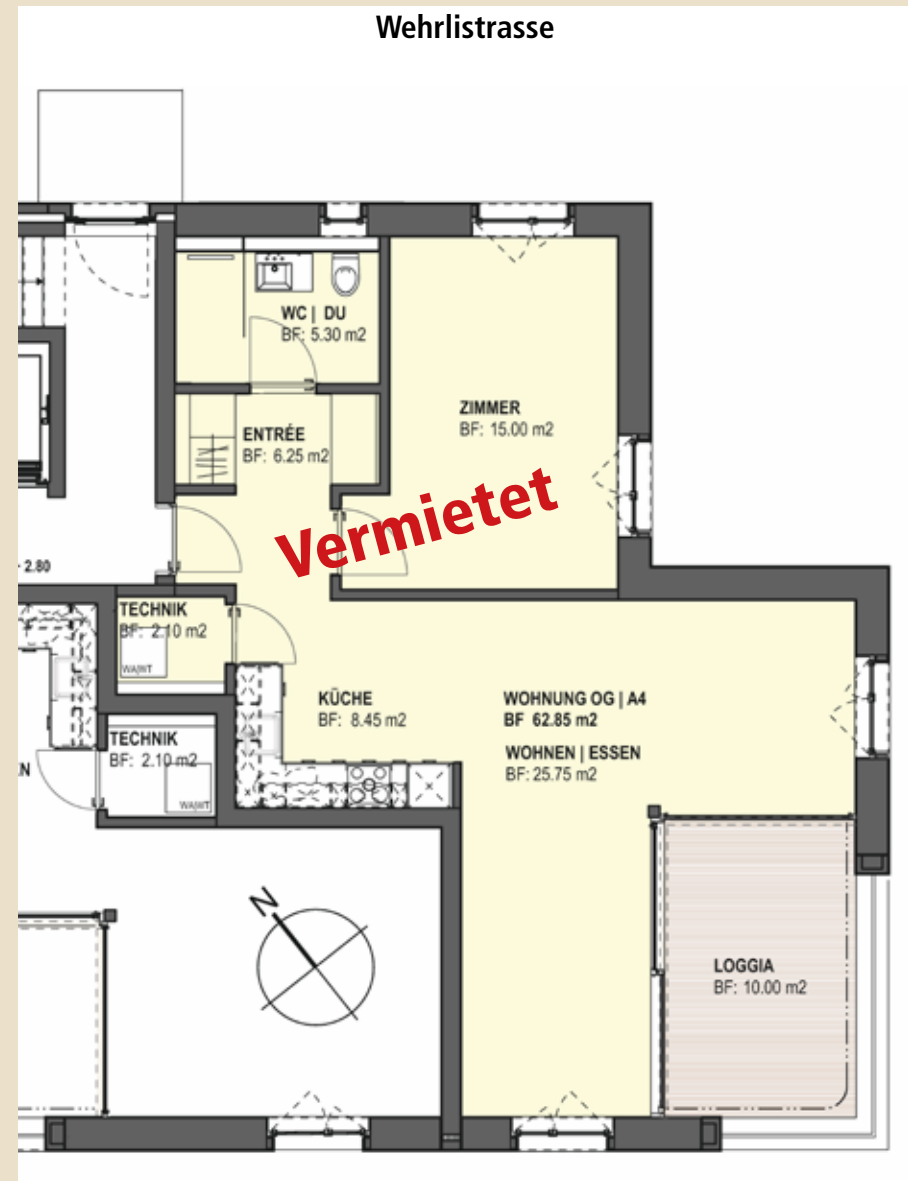 Wehrlistrasse
WC | DU
BF: 5.30 m2
ZIMMER
BF: 15.00 m2
ENTRÉE
BF: 6.25 m2
Vermietet
2.80
TECHNIK
BF: 2.10 m2
WA|WT
KÜCHE
BF: 8.45 m2
WOHNUNG OG | A4
BF 62.85 m2
WOHNEN | ESSEN
BF: 25.75 m2
TECHNIK
BF: 2.10 m2
WA|WT
EN
N
LOGGIA
BF: 10.00 m2